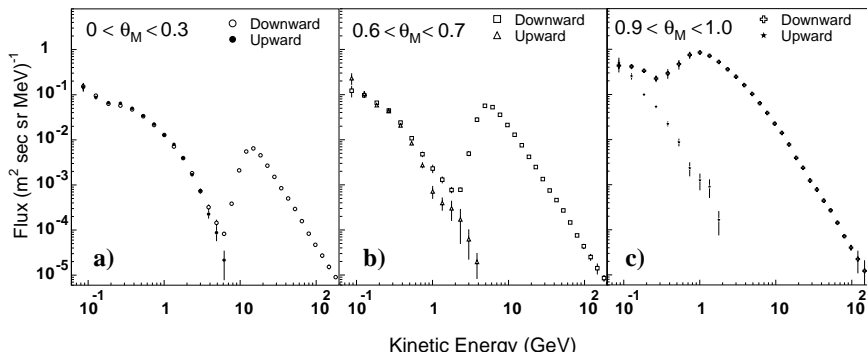 0 < θM < 0.3
Downward
Upward
0.6 < θM < 0.7
Downward
Upward
0.9 < θM < 1.0
Downward
Upward
Flux (m2 sec sr MeV)-1
1
10-1
10-2
10-3
10-4
10-5
a)
b)
c)
10-1 1 10 102
10-1 1 10 102
10-1 1 10 102
Kinetic Energy (GeV)